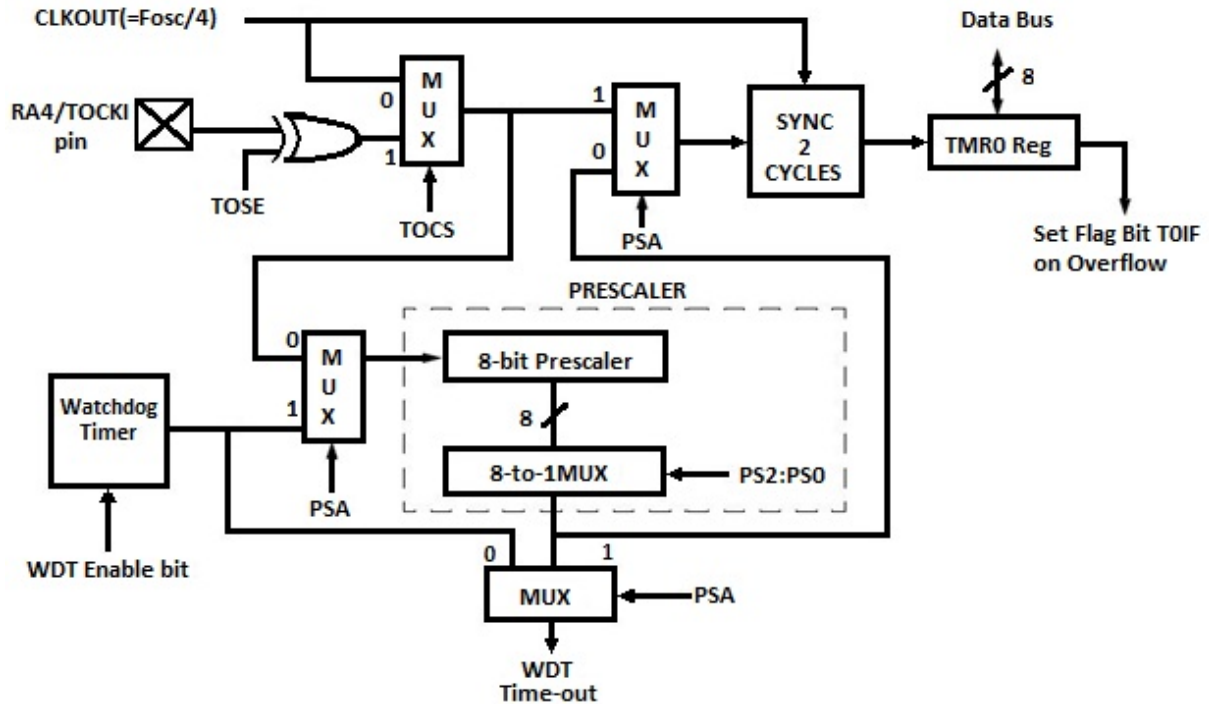 CLKOUT(=Fosc/4)
Data Bus
8
RA4/TOCKI
pin
0
1
M
U
X
1
0
M
U
X
SYNC
2
CYCLES
TMR0 Reg
TOSE
TOCS
PSA
Set Flag Bit T0IF
on Overflow
PRESCALER
0
1
M
U
X
8-bit Prescaler
Watchdog
Timer
8
8-to-1MUX
PS2:PS0
PSA
WDT Enable bit
0
1
MUX
PSA
WDT
Time-out